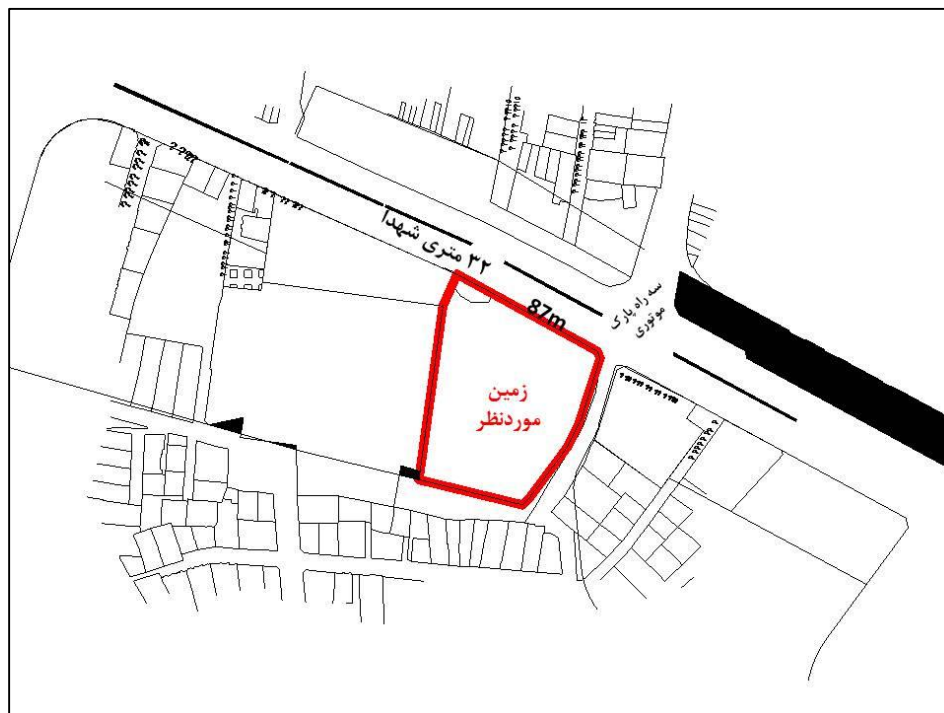 ۳۲ متری شهدا
87m
سه راه پارک
موتوری
زمین
موردنظر